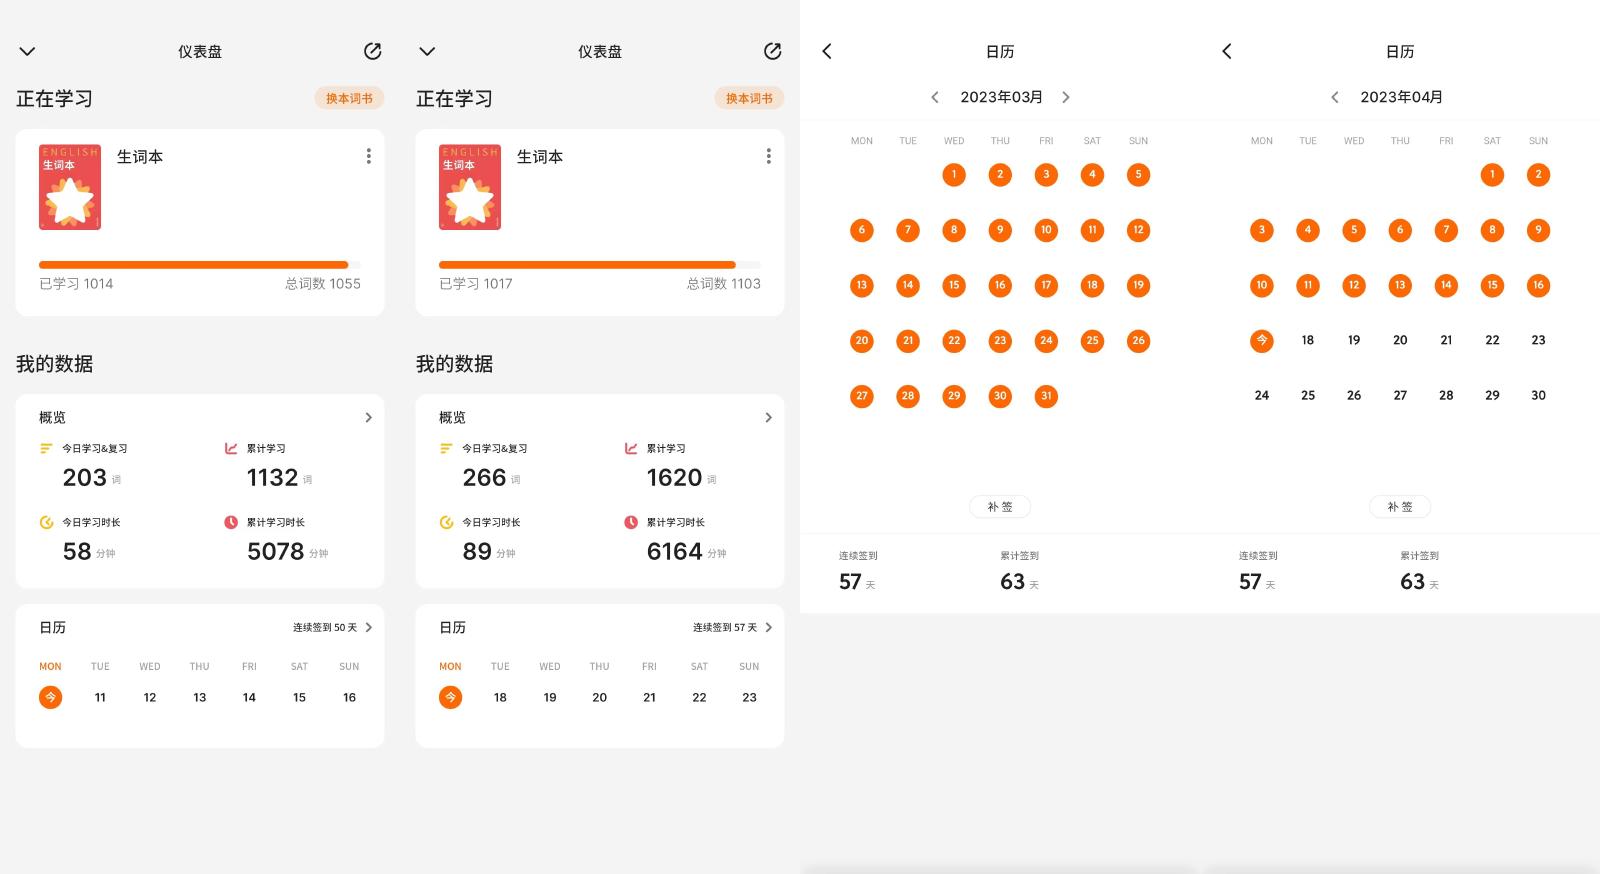 仪表盘
正在学习
换本词书
ENGLISH
生词本
生词本
已学习 1014
总词数 1055
我的数据
概览
今日学习&复习
累计学习
203 词
1132 词
今日学习时长
累计学习时长
58 分钟
5078 分钟
日历
连续签到 50 天
MON TUE WED THU FRI SAT SUN
今 11 12 13 14 15 16
仪表盘
正在学习
换本词书
ENGLISH
生词本
生词本
已学习 1017
总词数 1103
我的数据
概览
今日学习&复习
累计学习
266 词
1620 词
今日学习时长
累计学习时长
89 分钟
6164 分钟
日历
连续签到 57 天
MON TUE WED THU FRI SAT SUN
今 18 19 20 21 22 23
日历
2023年03月
MON TUE WED THU FRI SAT SUN
1 2 3 4 5
6 7 8 9 10 11 12
13 14 15 16 17 18 19
20 21 22 23 24 25 26
27 28 29 30 31
补签
连续签到
累计签到
57 天
63 天
日历
2023年04月
MON TUE WED THU FRI SAT SUN
1 2
3 4 5 6 7 8 9
10 11 12 13 14 15 16
今 18 19 20 21 22 23
24 25 26 27 28 29 30
补签
连续签到
累计签到
57 天
63 天